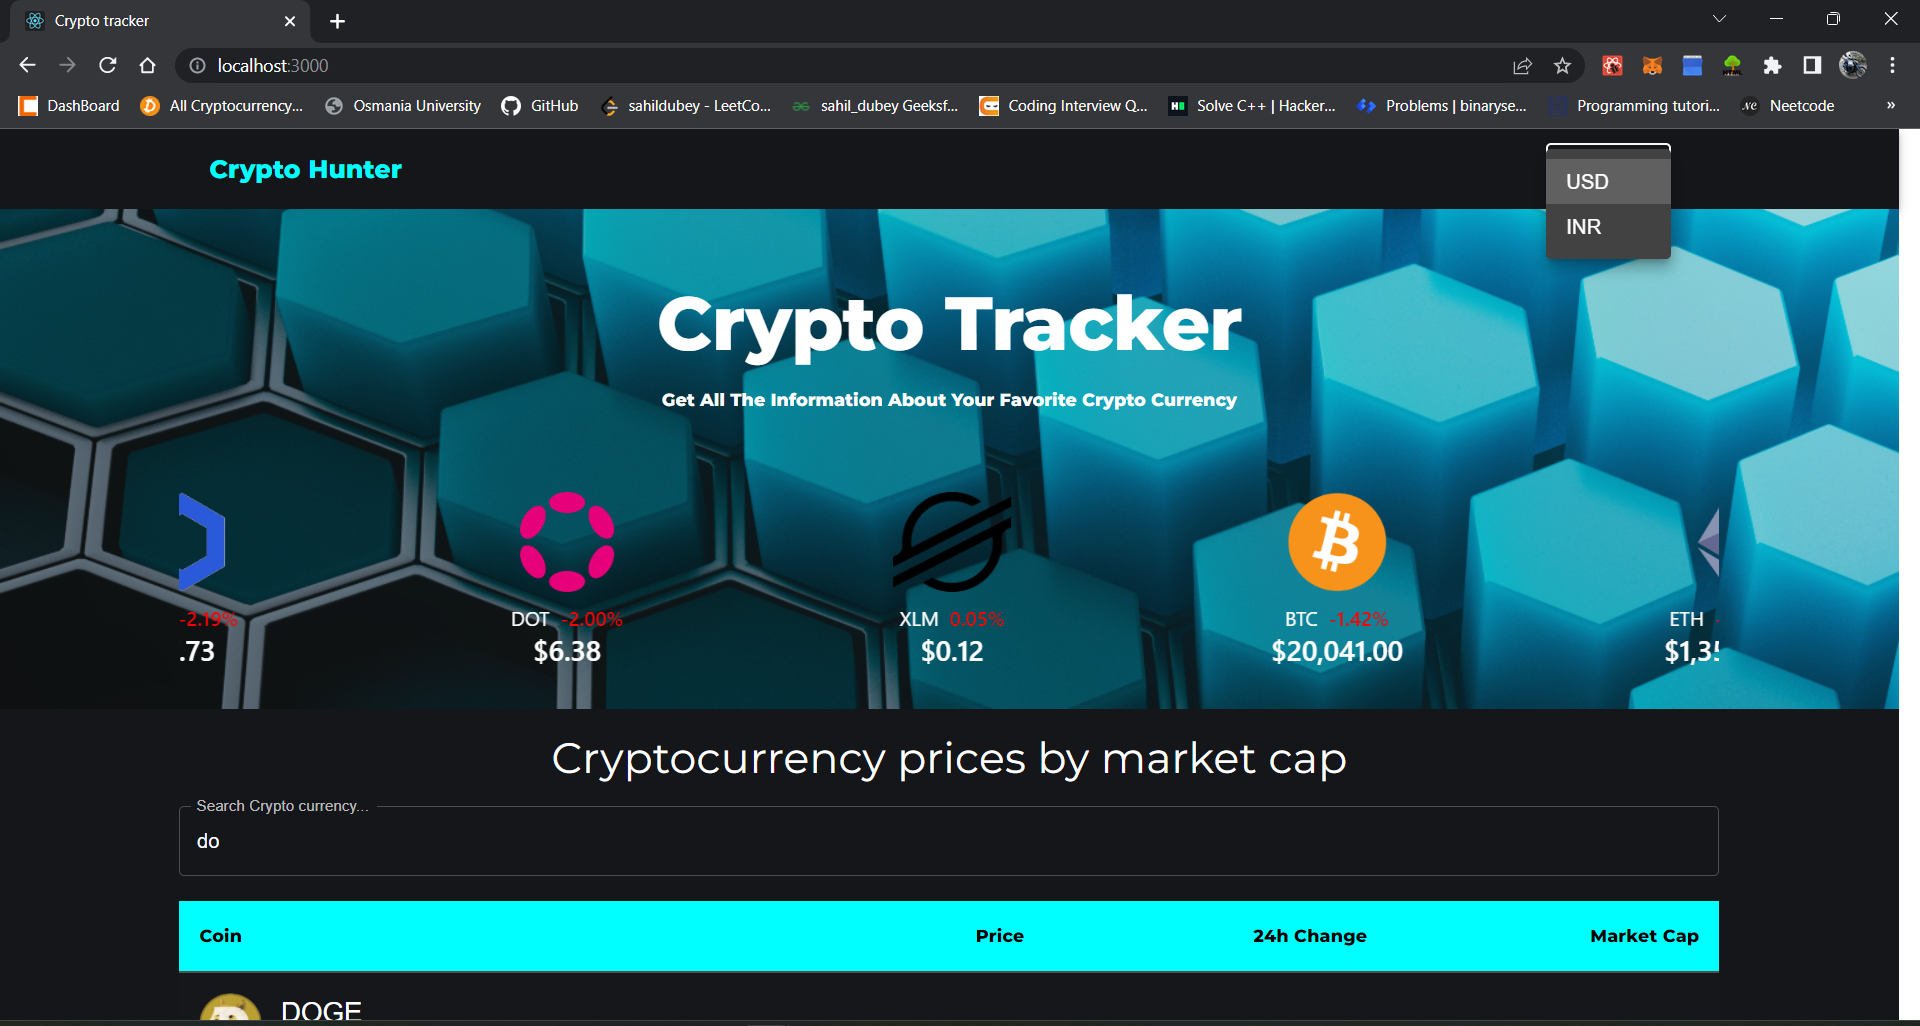 Crypto tracker
localhost:3000
DashBoard All Cryptocurrency... Osmania University GitHub sahildubey - LeetCo... sahil_dubey Geeksf... Coding Interview Q... Solve C++ | Hacker... Problems | binaryse... Programming tutori... Neetcode »
Crypto Hunter
USD
INR
Crypto Tracker
Get All The Information About Your Favorite Crypto Currency
-2.19% DOT -2.00% XLM 0.05% BTC -1.42% ETH -
.73 $6.38 $0.12 $20,041.00 $1,35
Cryptocurrency prices by market cap
Search Crypto currency...
do
Coin Price 24h Change Market Cap
DOGE